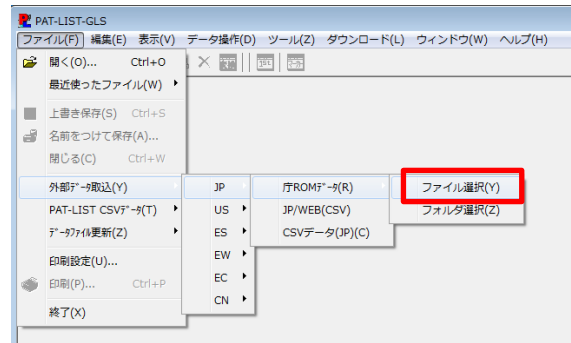 PAT-LIST-GLS
ファイル(F) 編集(E) 表示(V) データ操作(D) ツール(Z) ダウンロード(L) ウィンドウ(W) ヘルプ(H)
開く(O)... Ctrl+O
最近使ったファイル(W)
上書き保存(S) Ctrl+S
名前をつけて保存(A)...
閉じる(C) Ctrl+W
外部ﾃﾞｰﾀ取込(Y) JP 庁ROMﾃﾞｰﾀ(R) ファイル選択(Y)
PAT-LIST CSVﾃﾞｰﾀ(T) US JP/WEB(CSV) フォルダ選択(Z)
ﾃﾞｰﾀﾌｧｲﾙ更新(Z) ES CSVデータ(JP)(C)
印刷設定(U)... EW
印刷(P)... Ctrl+P EC
終了(X) CN